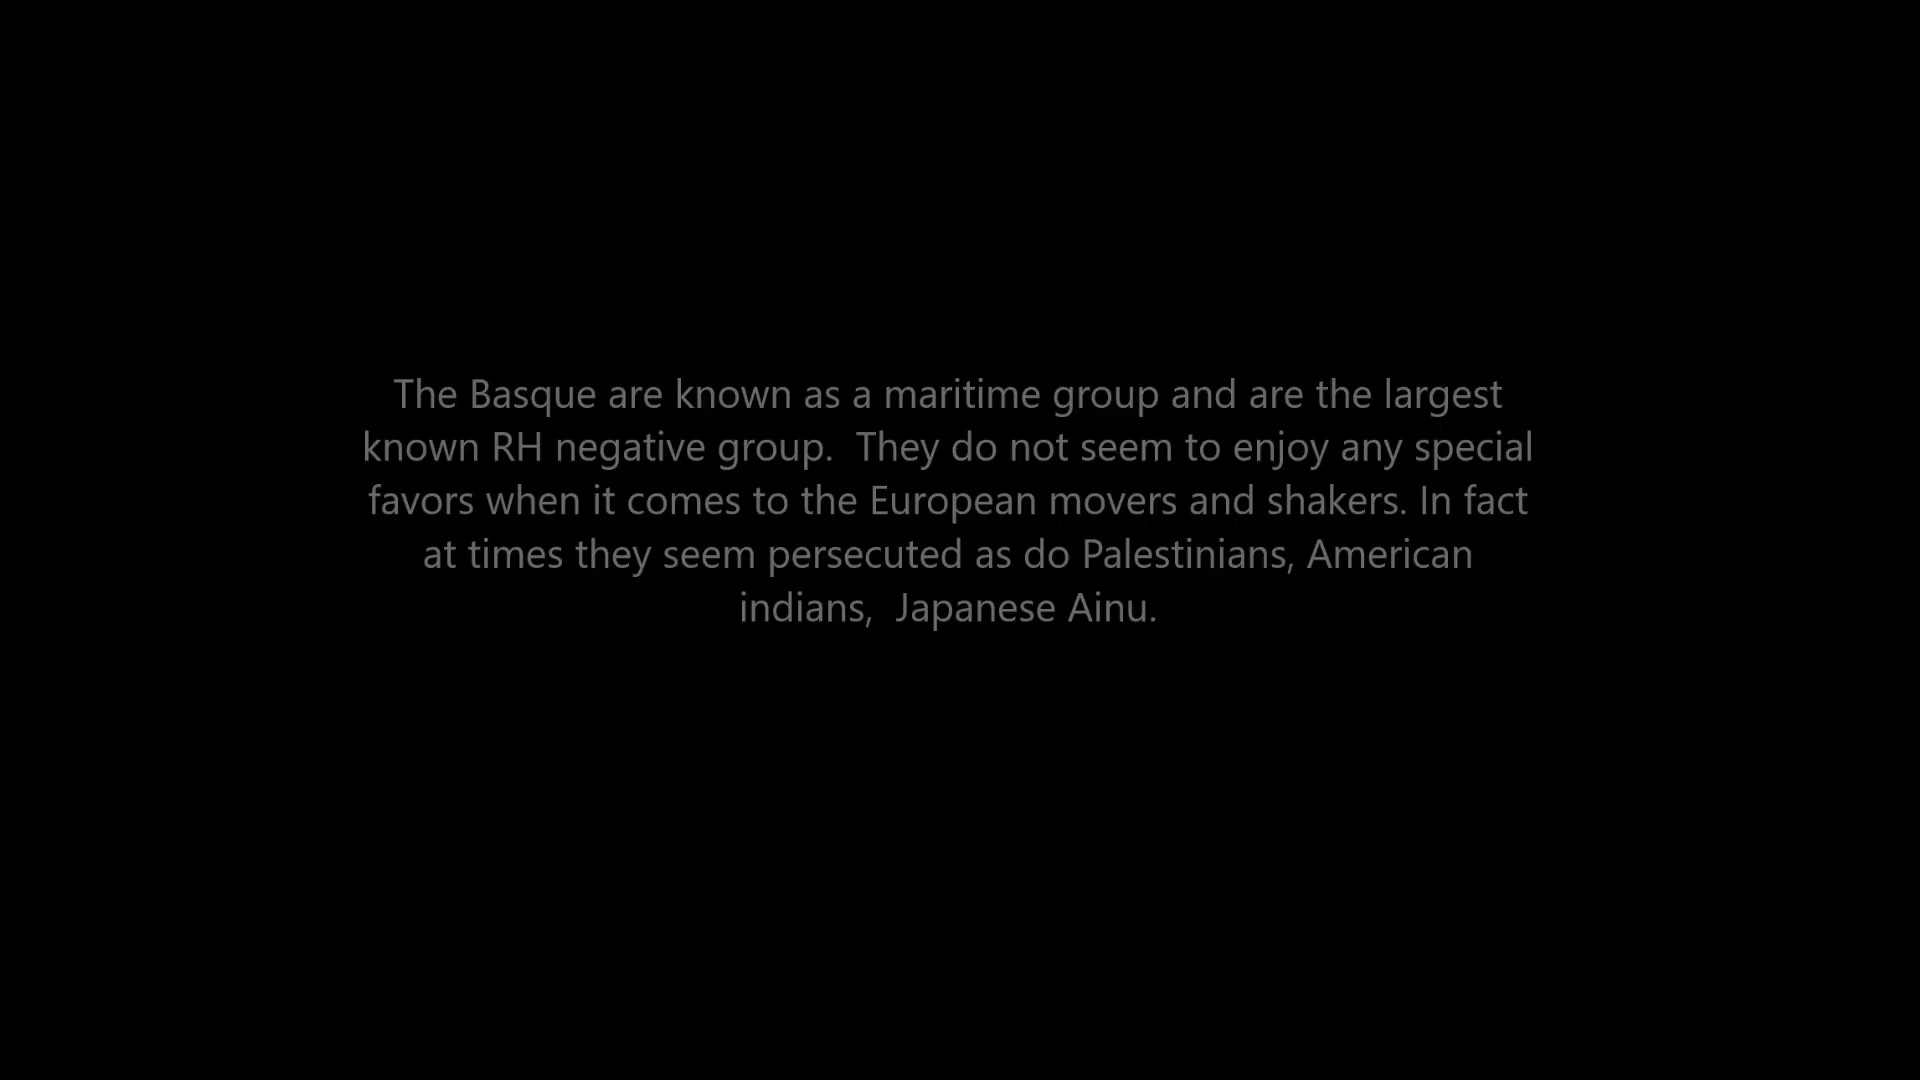 The Basque are known as a maritime group and are the largest
known RH negative group.  They do not seem to enjoy any special
favors when it comes to the European movers and shakers. In fact
at times they seem persecuted as do Palestinians, American
indians,  Japanese Ainu.